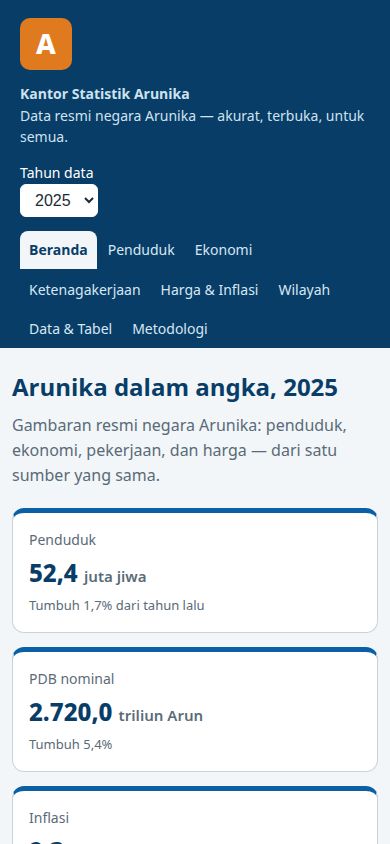 A
Kantor Statistik Arunika
Data resmi negara Arunika — akurat, terbuka, untuk
semua.
Tahun data
2025
Beranda Penduduk Ekonomi
Ketenagakerjaan Harga & Inflasi Wilayah
Data & Tabel Metodologi
Arunika dalam angka, 2025
Gambaran resmi negara Arunika: penduduk,
ekonomi, pekerjaan, dan harga — dari satu
sumber yang sama.
Penduduk
52,4 juta jiwa
Tumbuh 1,7% dari tahun lalu
PDB nominal
2.720,0 triliun Arun
Tumbuh 5,4%
Inflasi